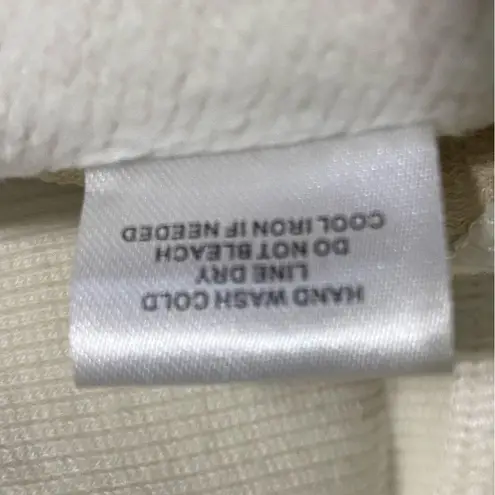 HAND WASH COLD
LINE DRY
DO NOT BLEACH
COOL IRON IF NEEDED